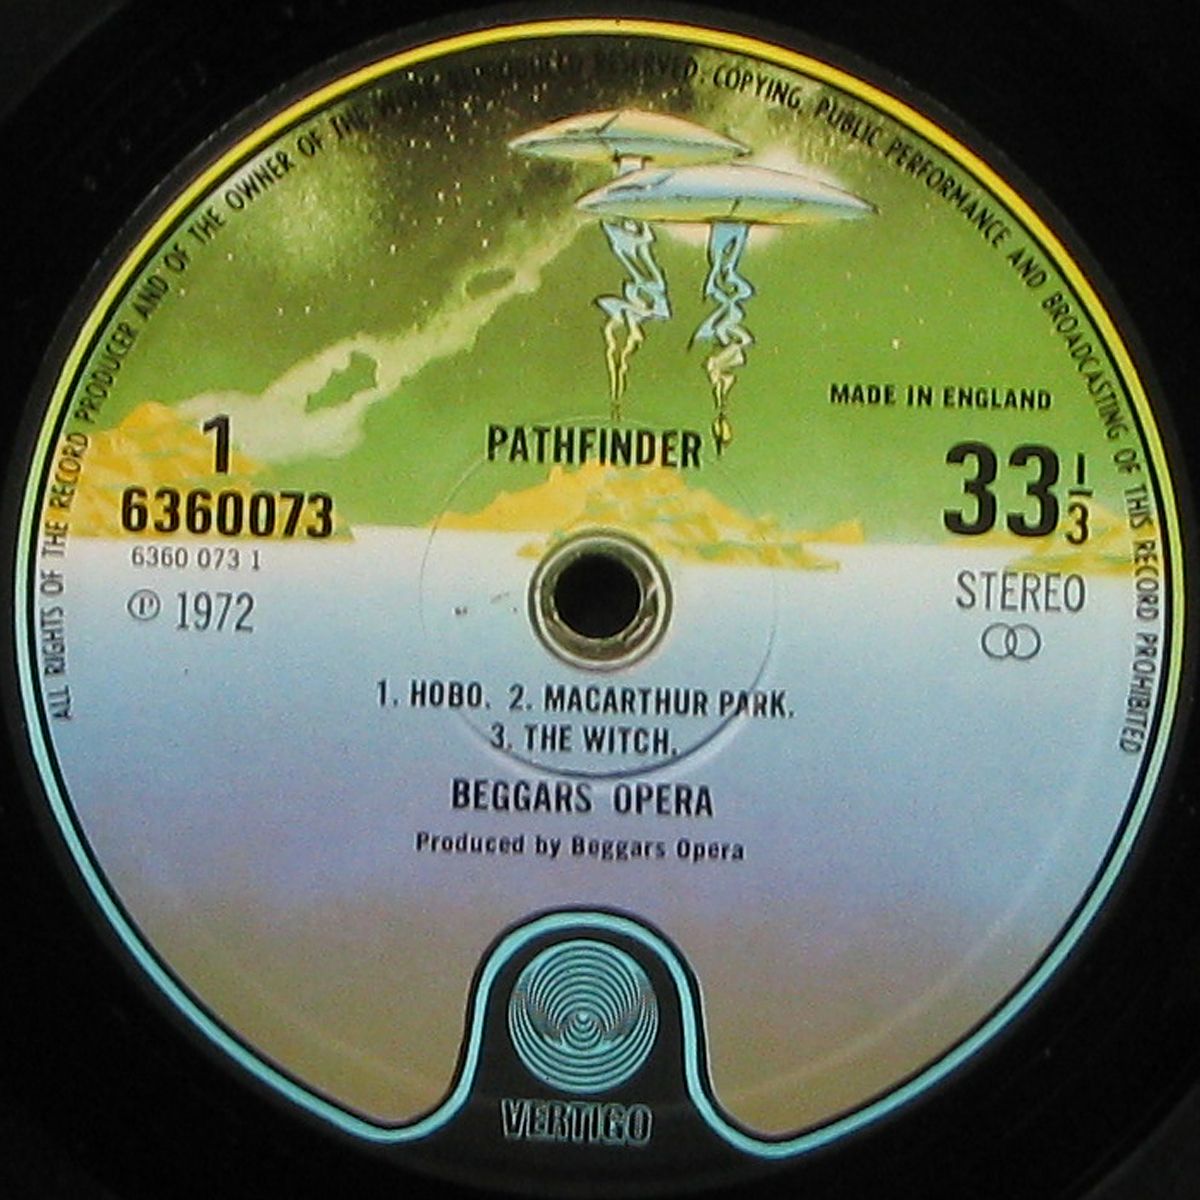 ALL RIGHTS OF THE RECORD PRODUCER AND OF THE OWNER OF THE WORK REPRODUCED RESERVED. COPYING, PUBLIC PERFORMANCE AND BROADCASTING OF THIS RECORD PROHIBITED
MADE IN ENGLAND
PATHFINDER
1
6360073
6360 073 1
℗ 1972
33 1/3
STEREO
1. HOBO. 2. MACARTHUR PARK.
3. THE WITCH.
BEGGARS OPERA
Produced by Beggars Opera
VERTIGO